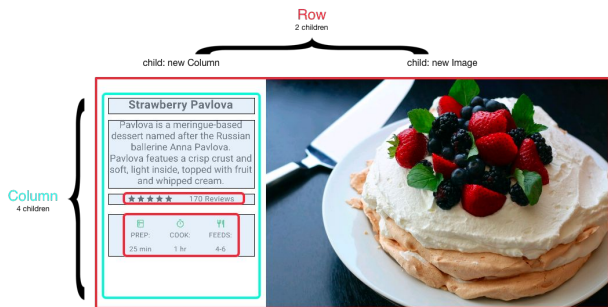 Row
2 children
child: new Column
child: new Image
Column
4 children
Strawberry Pavlova
Pavlova is a meringue-based
dessert named after the Russian
ballerine Anna Pavlova.
Pavlova featues a crisp crust and
soft, light inside, topped with fruit
and whipped cream.
170 Reviews
PREP: COOK: FEEDS:
25 min 1 hr 4-6